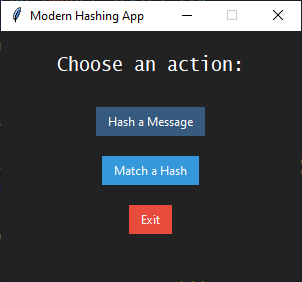 Modern Hashing App
Choose an action:
Hash a Message
Match a Hash
Exit